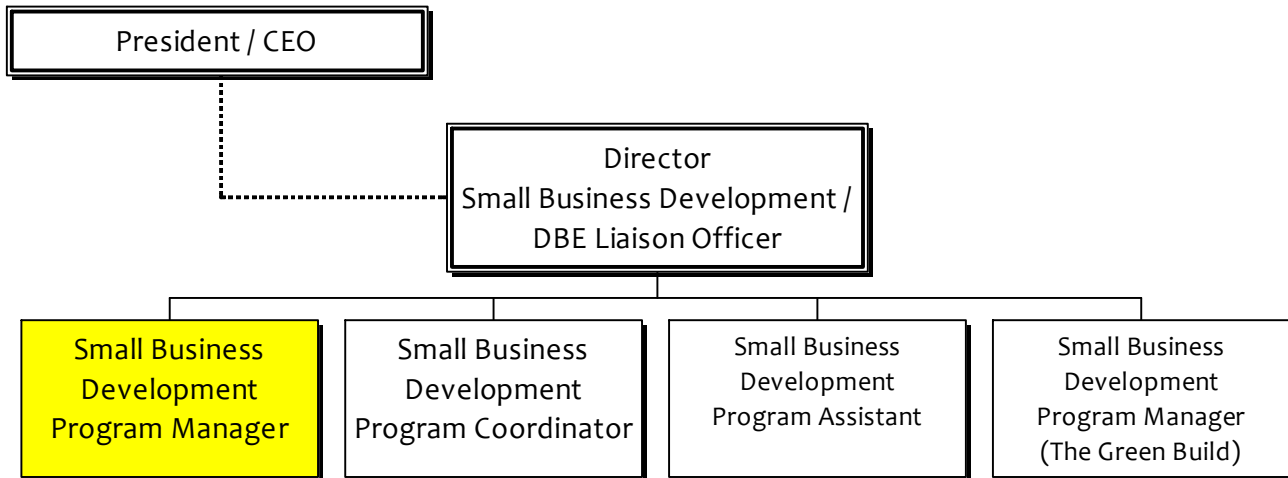 President / CEO
Director
Small Business Development /
DBE Liaison Officer
Small Business
Development
Program Manager
Small Business
Development
Program Coordinator
Small Business
Development
Program Assistant
Small Business
Development
Program Manager
(The Green Build)